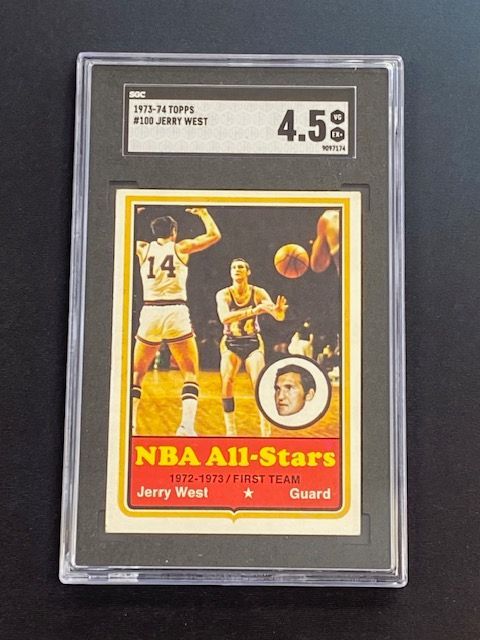 SGC
1973-74 TOPPS
#100 JERRY WEST
4.5
VG
EX+
9097174
14
44
NBA All-Stars
1972-1973/FIRST TEAM
Jerry West ★ Guard